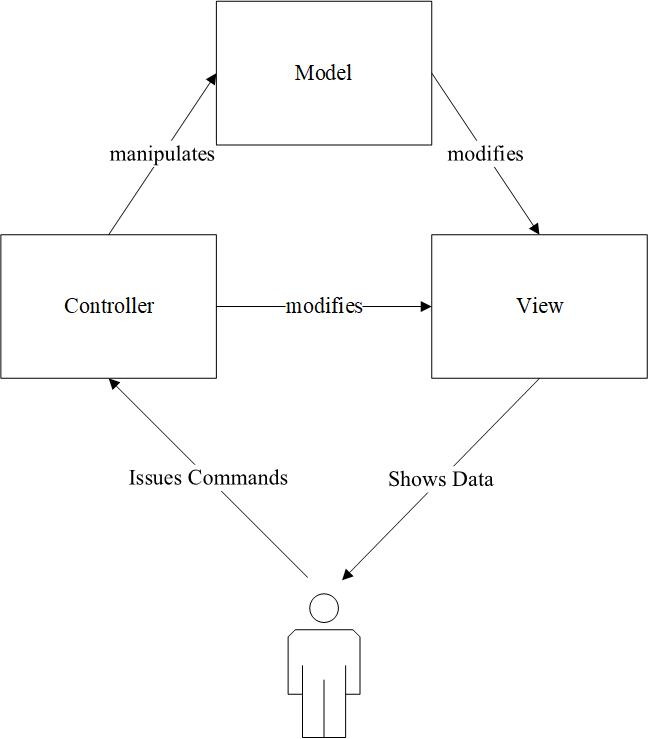 Model
manipulates
modifies
Controller
modifies
View
Issues Commands
Shows Data